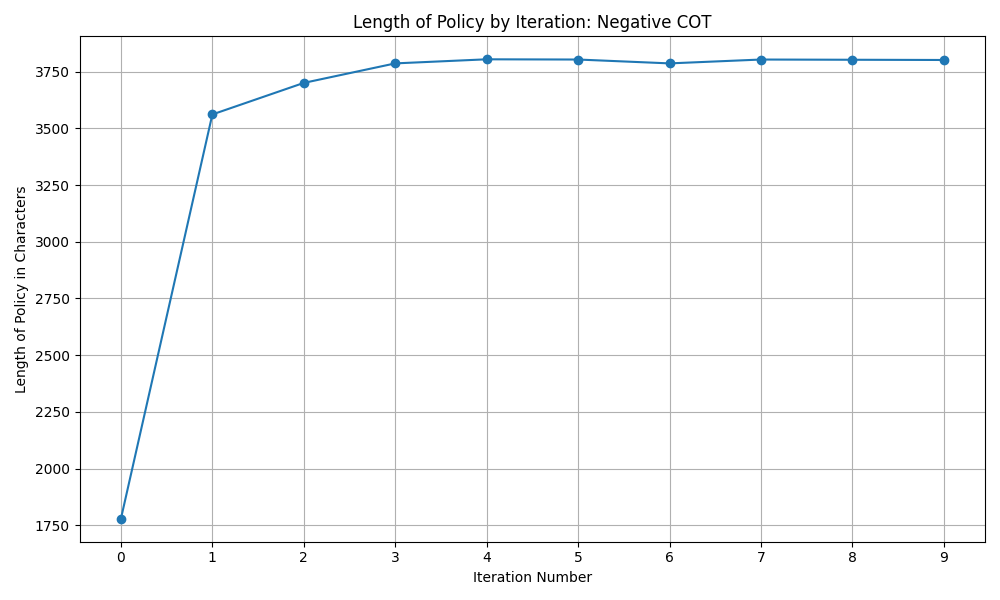 Length of Policy by Iteration: Negative COT
Length of Policy in Characters
3750
3500
3250
3000
2750
2500
2250
2000
1750
0 1 2 3 4 5 6 7 8 9
Iteration Number